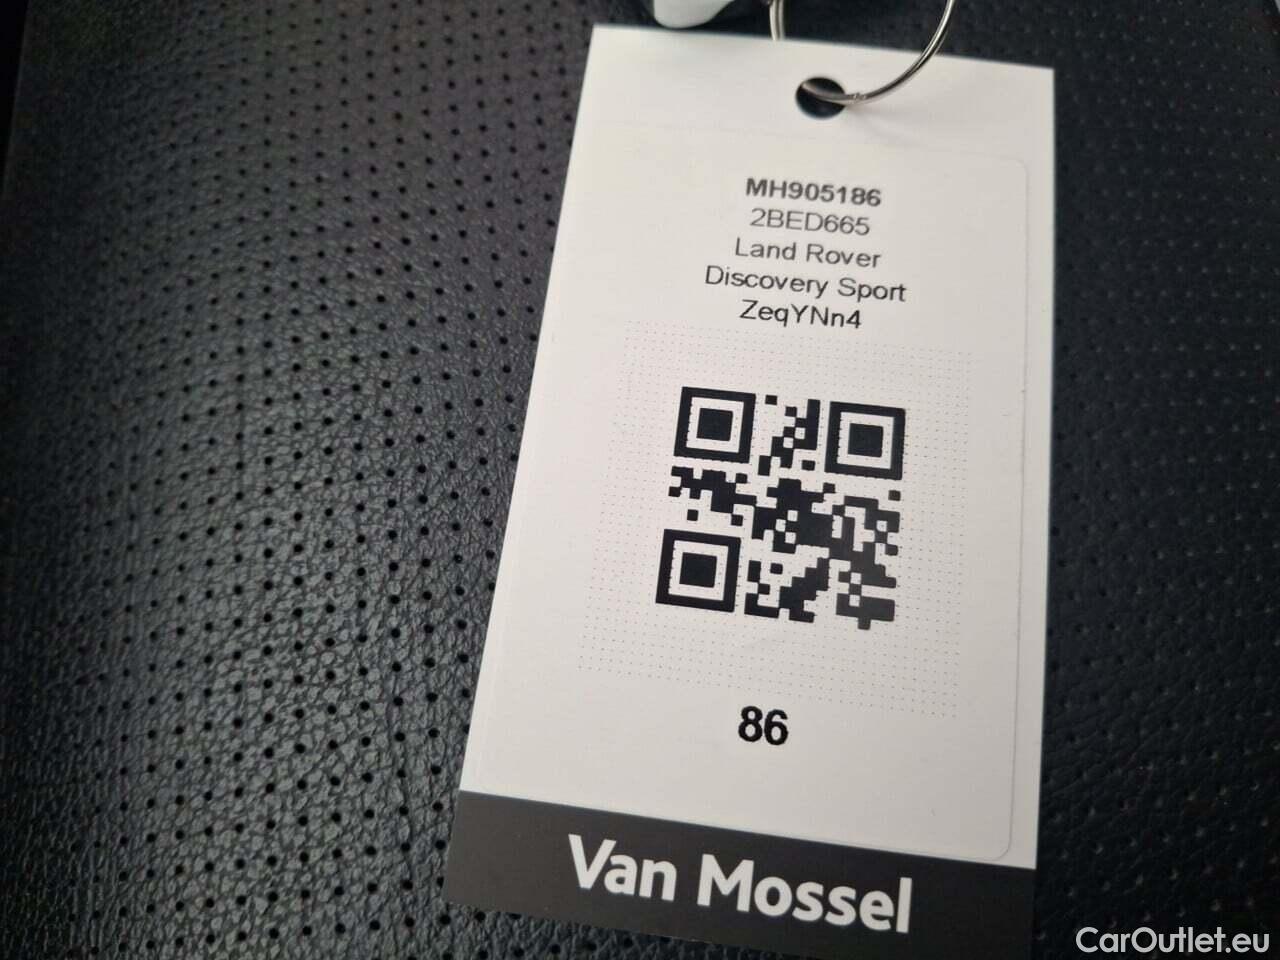 MH905186
2BED665
Land Rover
Discovery Sport
ZeqYNn4
86
Van Mossel
CarOutlet.eu